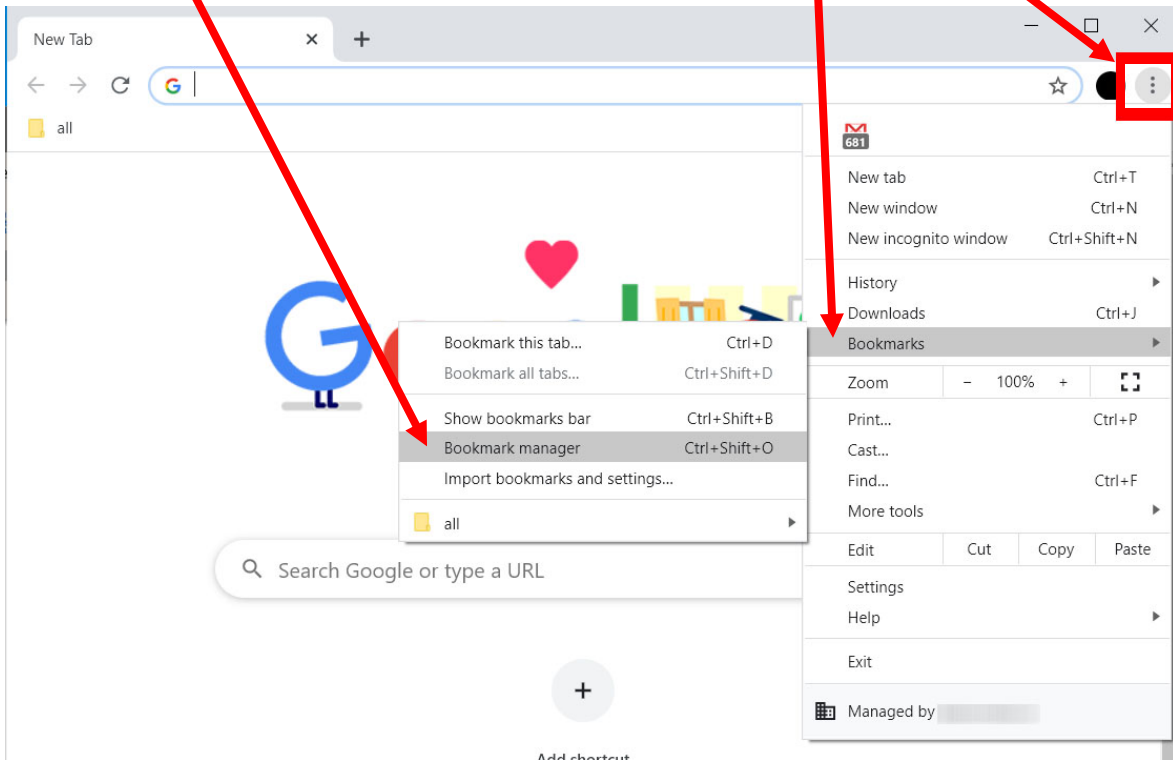 New Tab
all
681
New tab Ctrl+T
New window Ctrl+N
New incognito window Ctrl+Shift+N
History
Downloads Ctrl+J
Bookmarks
Zoom - 100% +
Print... Ctrl+P
Cast...
Find... Ctrl+F
More tools
Edit Cut Copy Paste
Settings
Help
Exit
Managed by
Bookmark this tab... Ctrl+D
Bookmark all tabs... Ctrl+Shift+D
Show bookmarks bar Ctrl+Shift+B
Bookmark manager Ctrl+Shift+O
Import bookmarks and settings...
all
G
Search Google or type a URL
Add shortcut